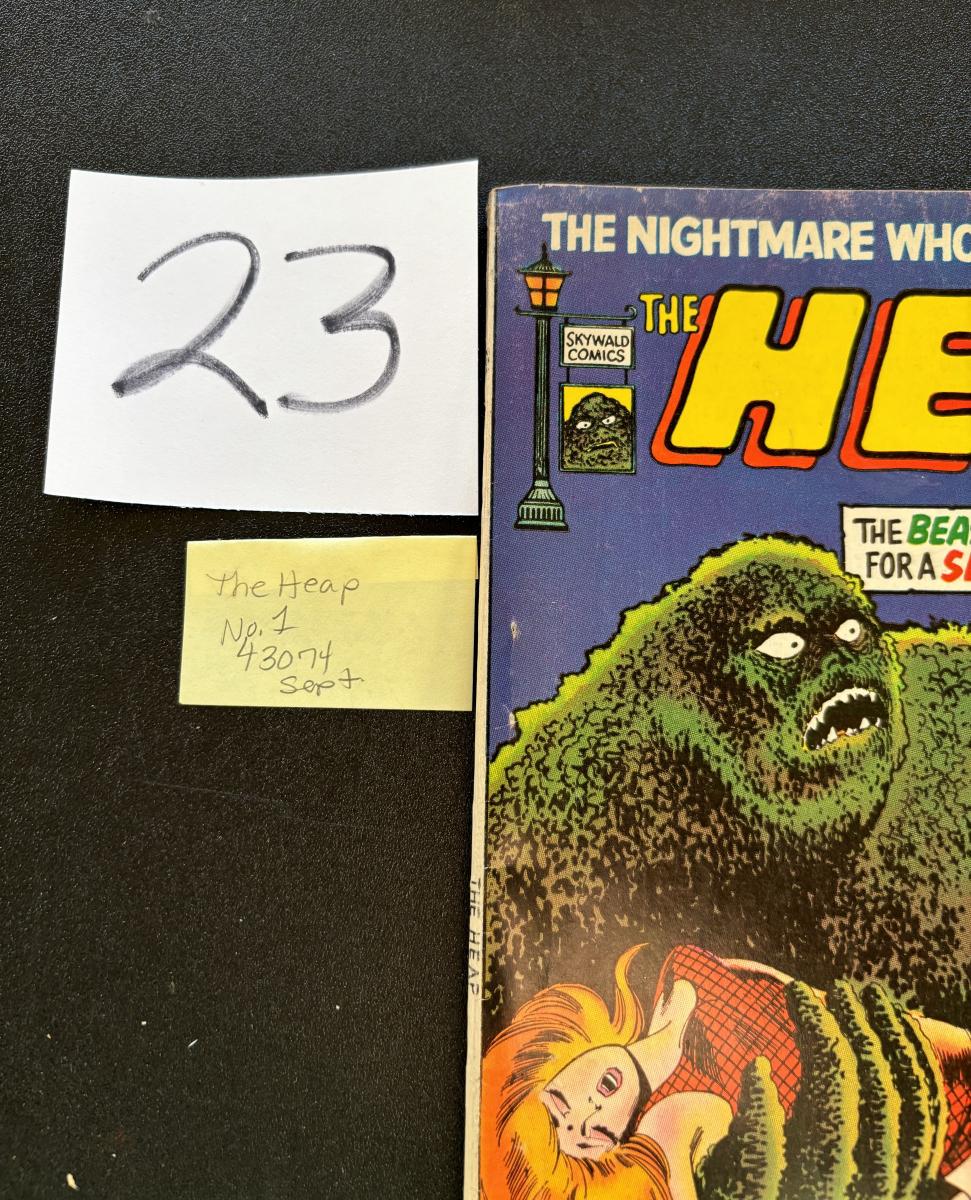 23
The Heap
No. 1
43074
Sept
THE NIGHTMARE WHO
THE HE
SKYWALD
COMICS
THE BEA
FOR A S
THE HEAP